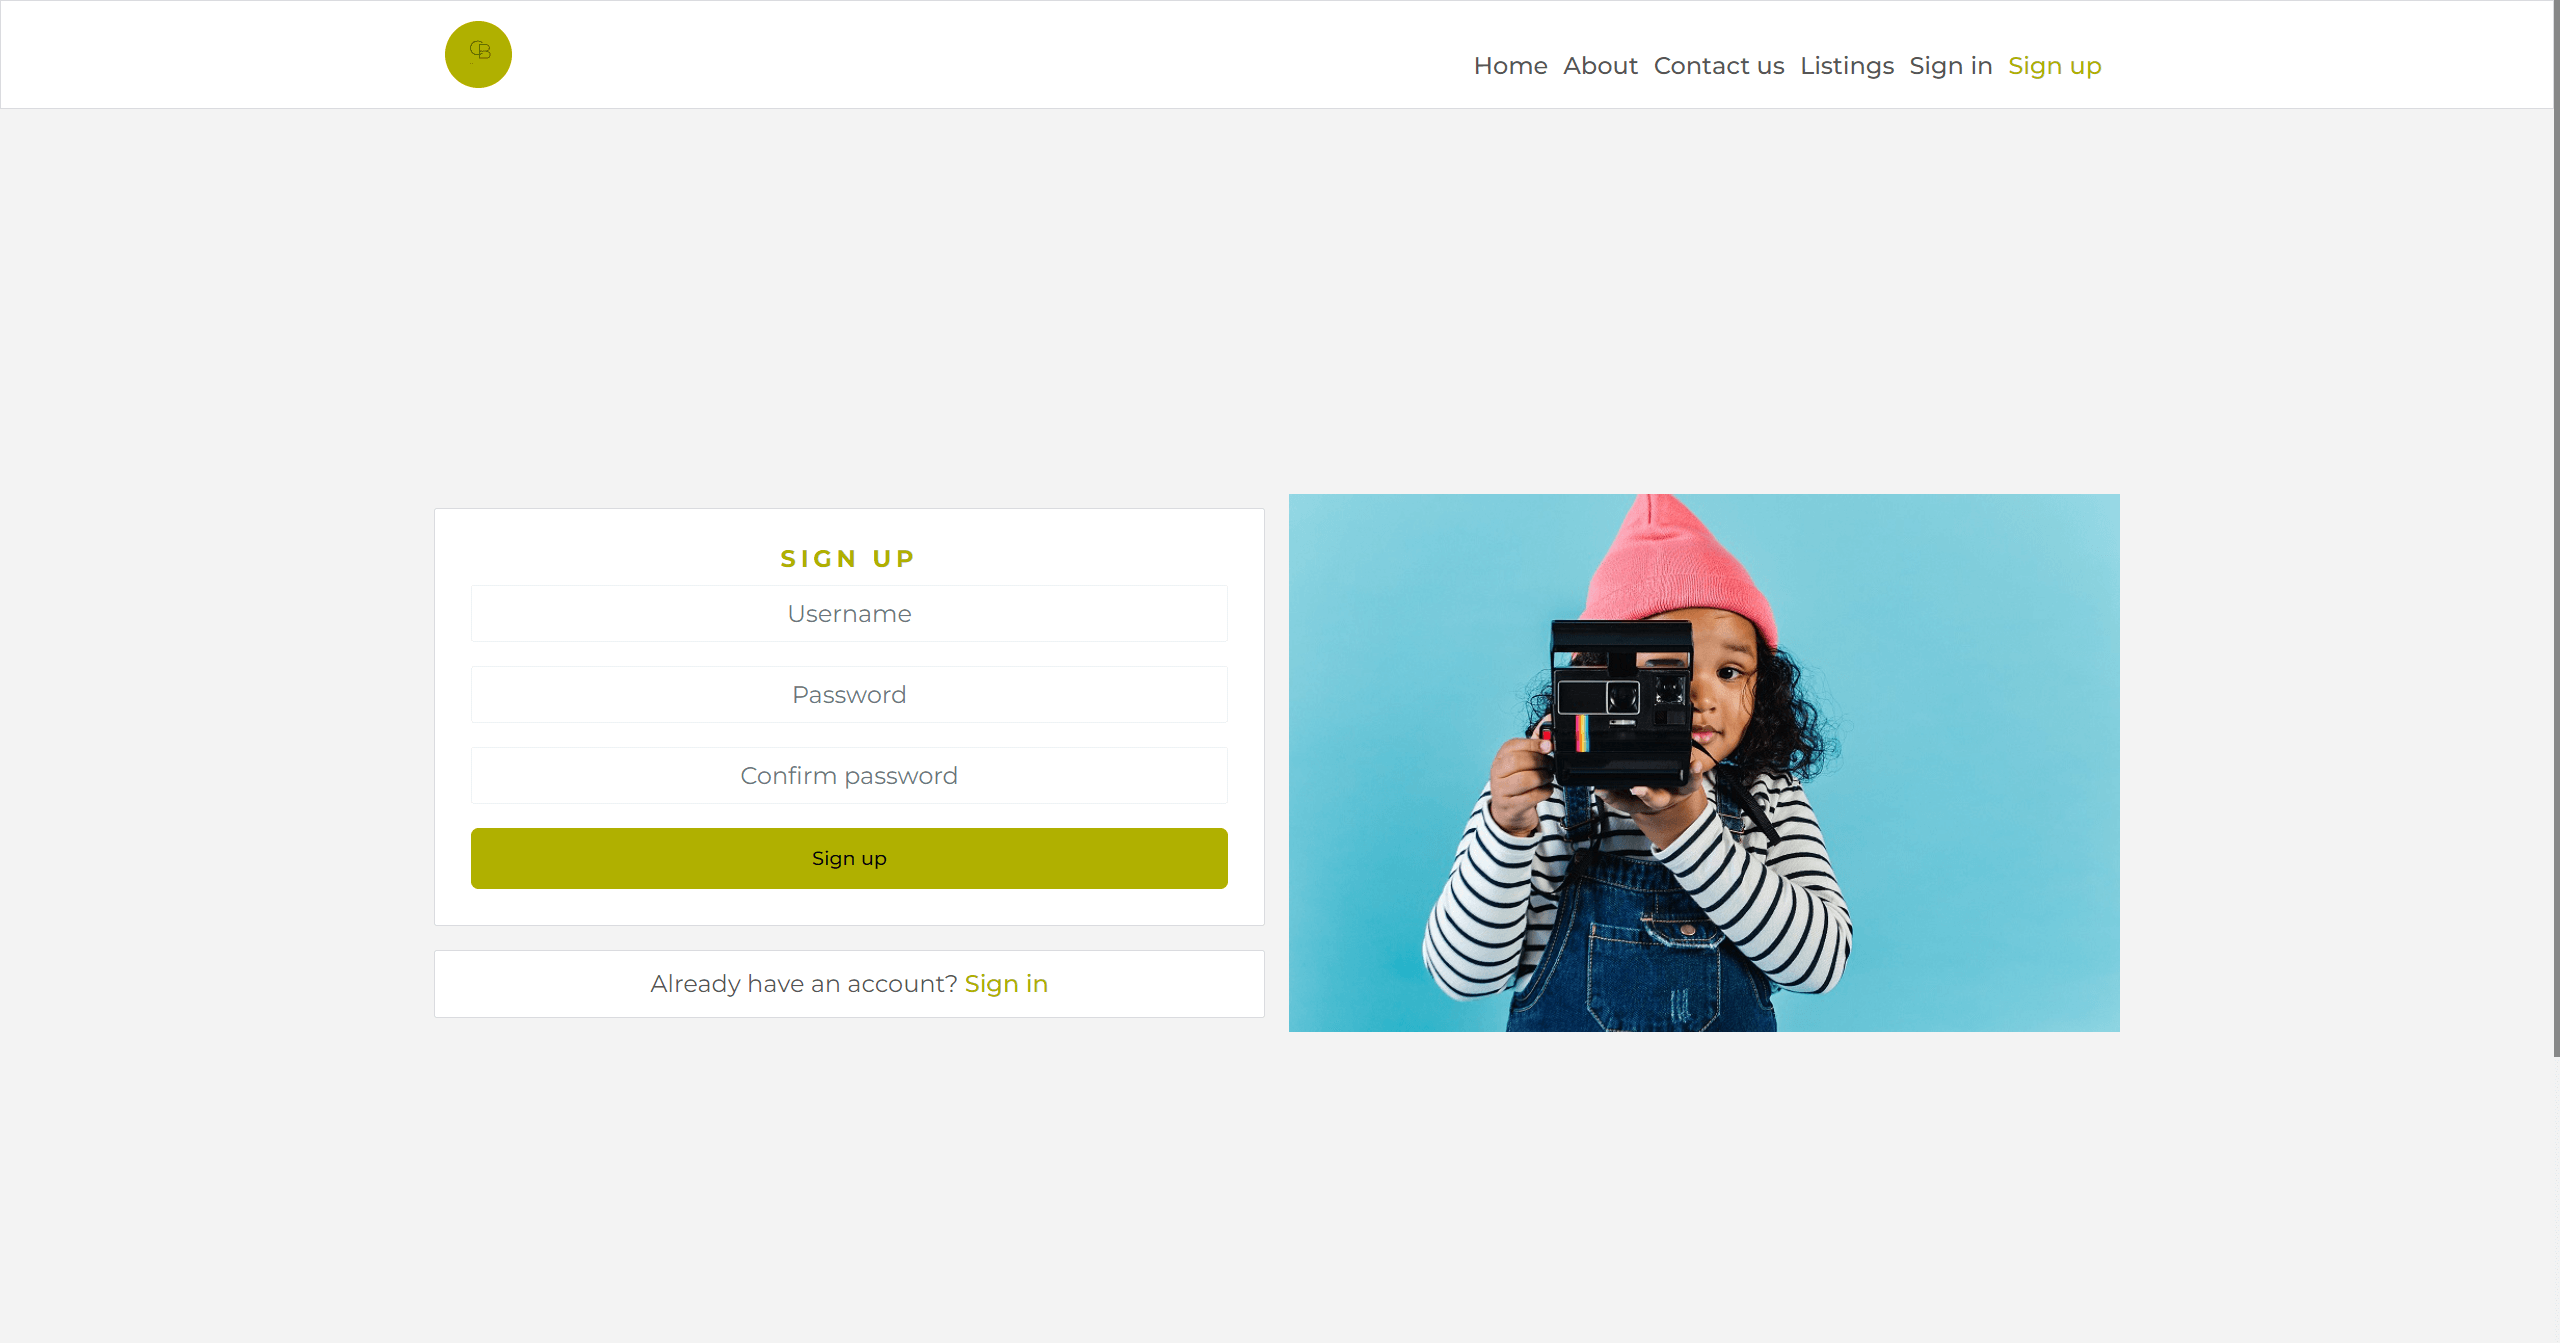 CB
Home About Contact us Listings Sign in Sign up
SIGN UP
Username
Password
Confirm password
Sign up
Already have an account? Sign in